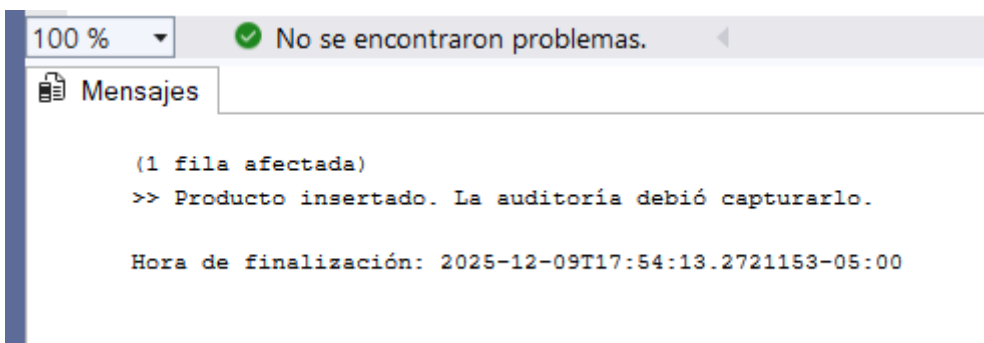 100 %
No se encontraron problemas.
Mensajes
(1 fila afectada)
>> Producto insertado. La auditoría debió capturarlo.
Hora de finalización: 2025-12-09T17:54:13.2721153-05:00